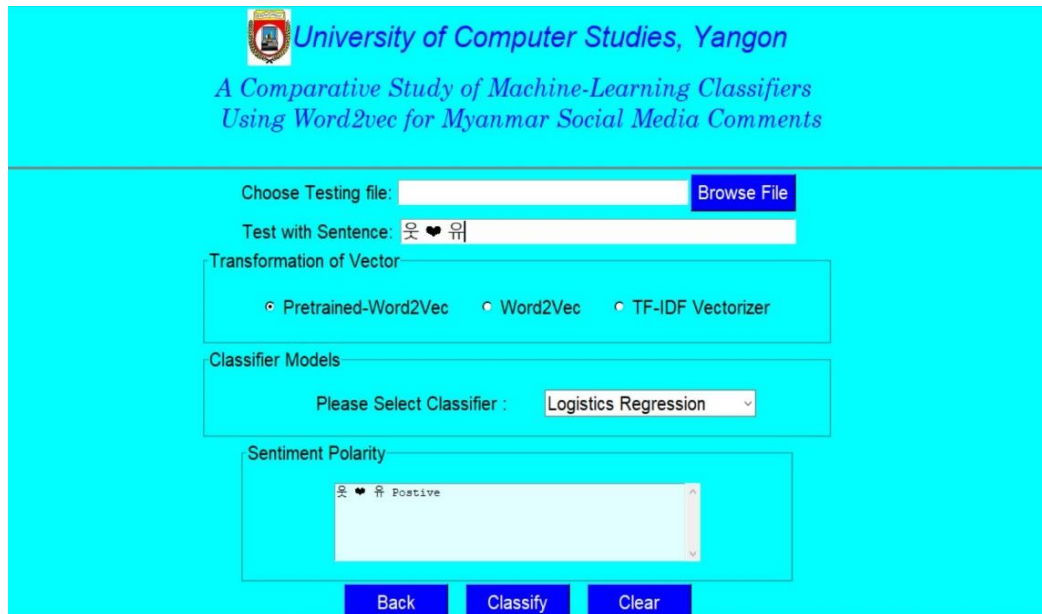 University of Computer Studies, Yangon
A Comparative Study of Machine-Learning Classifiers
Using Word2vec for Myanmar Social Media Comments
Choose Testing file: Browse File
Test with Sentence: 웃 ❤ 유
Transformation of Vector
Pretrained-Word2Vec Word2Vec TF-IDF Vectorizer
Classifier Models
Please Select Classifier : Logistics Regression
Sentiment Polarity
웃 ❤ 유 Postive
Back Classify Clear